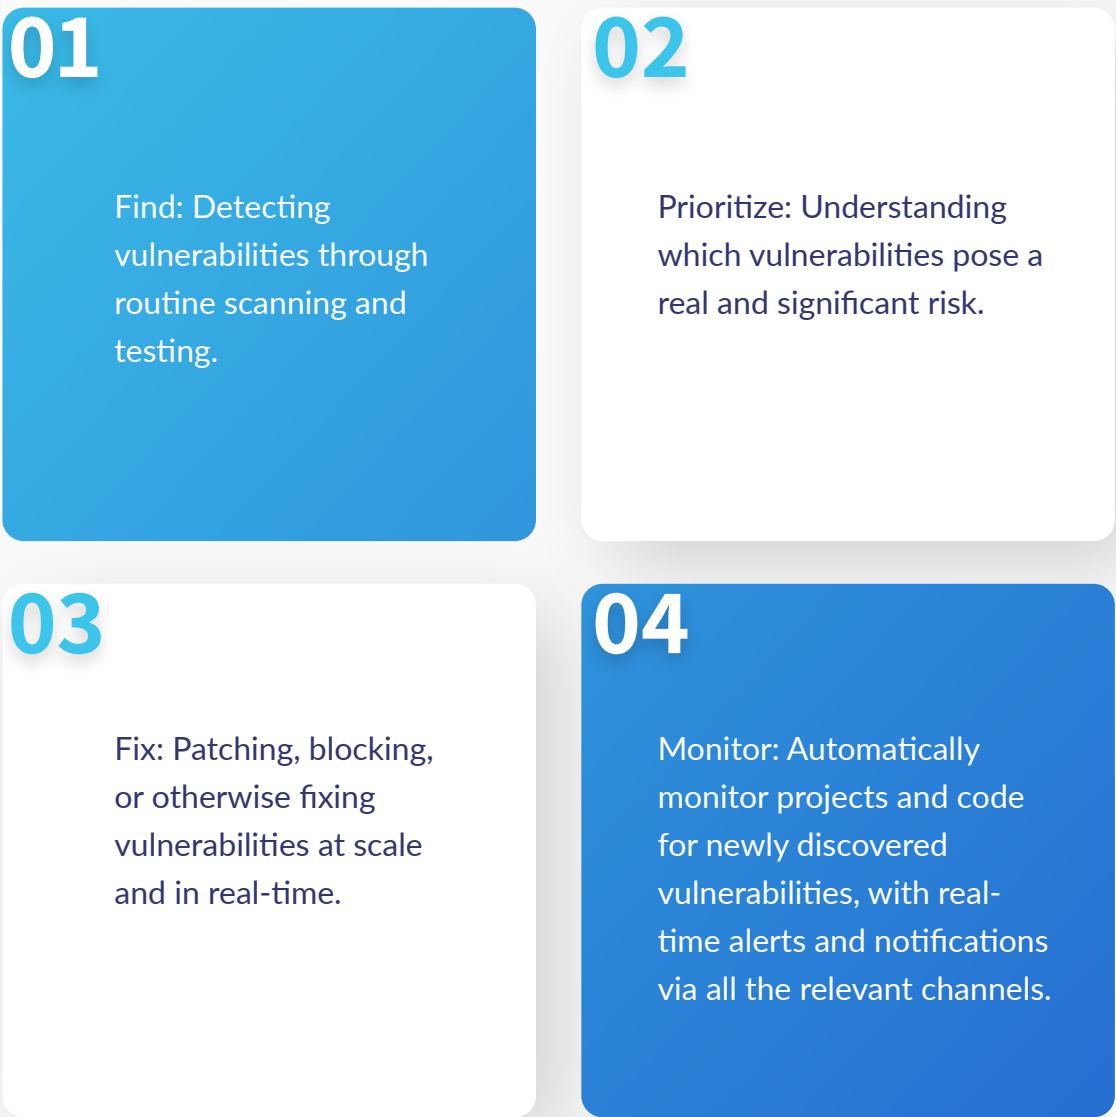 01
Find: Detecting
vulnerabilities through
routine scanning and
testing.
02
Prioritize: Understanding
which vulnerabilities pose a
real and significant risk.
03
Fix: Patching, blocking,
or otherwise fixing
vulnerabilities at scale
and in real-time.
04
Monitor: Automatically
monitor projects and code
for newly discovered
vulnerabilities, with real-
time alerts and notifications
via all the relevant channels.